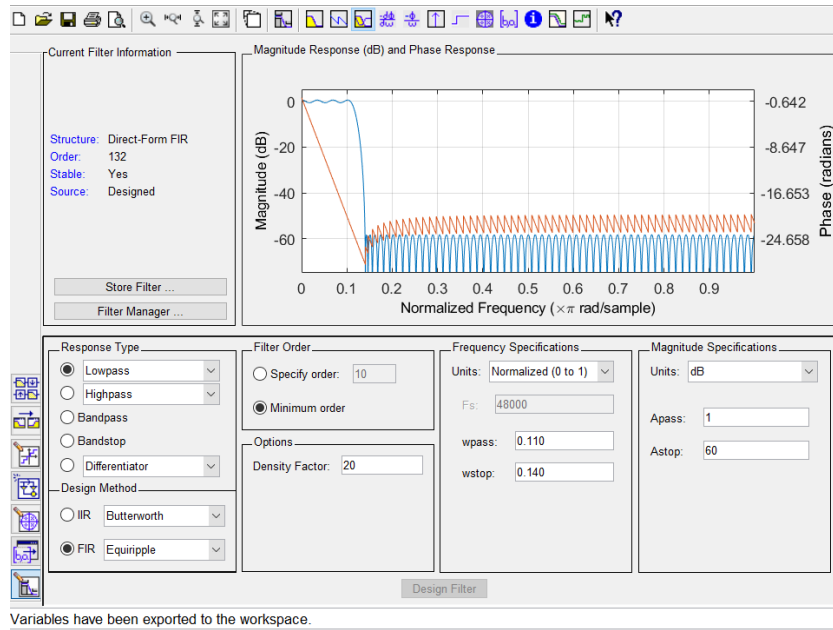 Current Filter Information
Structure: Direct-Form FIR
Order: 132
Stable: Yes
Source: Designed
Store Filter ...
Filter Manager ...
Magnitude Response (dB) and Phase Response
Magnitude (dB)
0
-20
-40
-60
0 0.1 0.2 0.3 0.4 0.5 0.6 0.7 0.8 0.9
Normalized Frequency (×π rad/sample)
-0.642
-8.647
-16.653
-24.658
Phase (radians)
Response Type
Lowpass
Highpass
Bandpass
Bandstop
Differentiator
Design Method
IIR Butterworth
FIR Equiripple
Filter Order
Specify order: 10
Minimum order
Options
Density Factor: 20
Frequency Specifications
Units: Normalized (0 to 1)
Fs: 48000
wpass: 0.110
wstop: 0.140
Magnitude Specifications
Units: dB
Apass: 1
Astop: 60
Design Filter
Variables have been exported to the workspace.